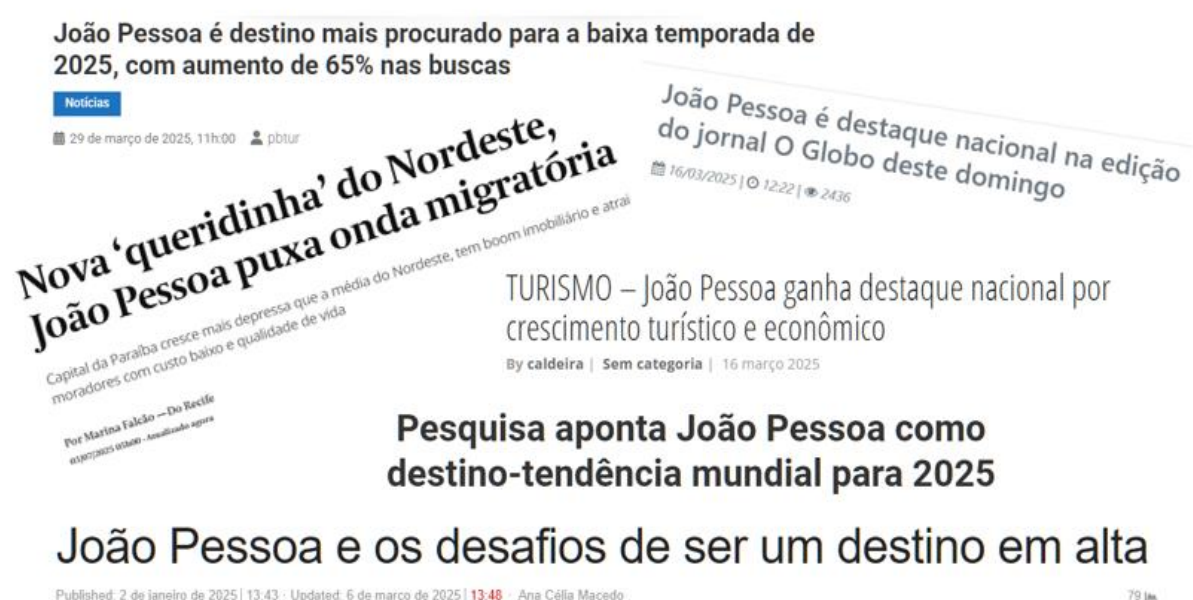 João Pessoa é destino mais procurado para a baixa temporada de
2025, com aumento de 65% nas buscas
Notícias
29 de março de 2025, 11h:00 pbtur
João Pessoa é destaque nacional na edição
do jornal O Globo deste domingo
16/03/2025 | 12:22 | 2436
Nova ‘queridinha’ do Nordeste,
João Pessoa puxa onda migratória
Capital da Paraíba cresce mais depressa que a média do Nordeste, tem boom imobiliário e atrai
moradores com custo baixo e qualidade de vida
Por Marina Falcão — Do Recife
03/07/2025 05h00 · Atualizado agora
TURISMO – João Pessoa ganha destaque nacional por
crescimento turístico e econômico
By caldeira | Sem categoria | 16 março 2025
Pesquisa aponta João Pessoa como
destino-tendência mundial para 2025
João Pessoa e os desafios de ser um destino em alta
Published: 2 de janeiro de 2025 | 13:43 · Updated: 6 de março de 2025 | 13:48 · Ana Célia Macedo
79